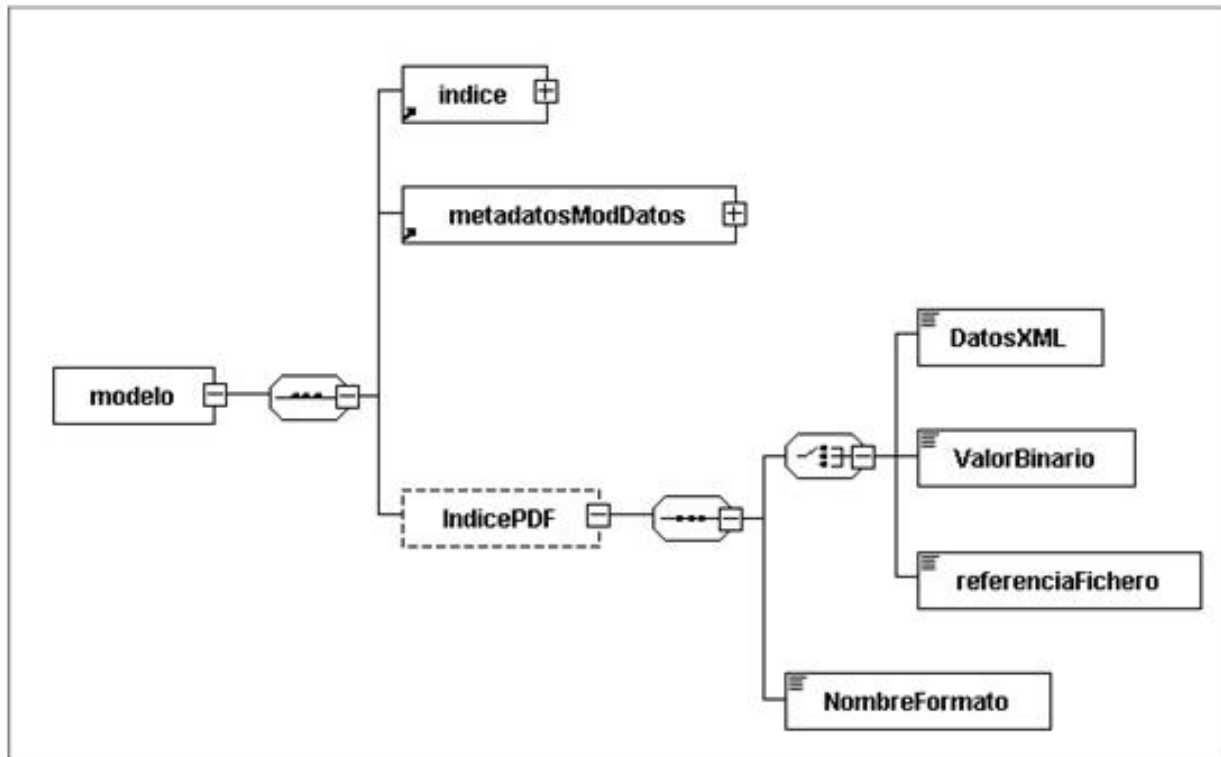 indice
metadatosModDatos
DatosXML
modelo
ValorBinario
IndicePDF
referenciaFichero
NombreFormato